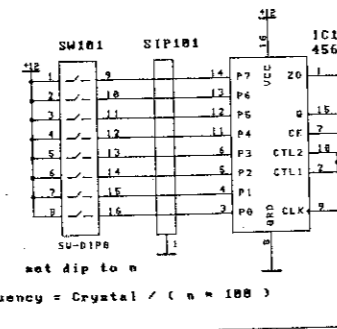 +12
SW101
SIP101
+12
IC1
456
16
VCC
1 9 14 P7 ZO 1
2 10 13 P6
3 11 12 P5 Q 15
4 12 11 P4 CF 7
5 13 6 P3 CTL2 10
6 14 5 P2 CTL1 2
7 15 4 P1
8 16 3 P0 CLK 9
GRD
8
SW-DIP8
1
set dip to n
uency = Crystal / ( n * 100 )